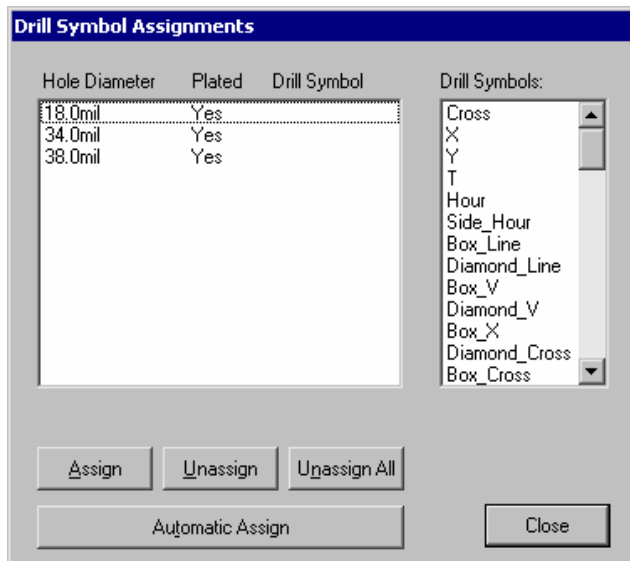 Drill Symbol Assignments
Hole Diameter Plated Drill Symbol Drill Symbols:
18.0mil Yes
34.0mil Yes
38.0mil Yes
Cross
X
Y
T
Hour
Side_Hour
Box_Line
Diamond_Line
Box_V
Diamond_V
Box_X
Diamond_Cross
Box_Cross
Assign Unassign Unassign All
Automatic Assign Close